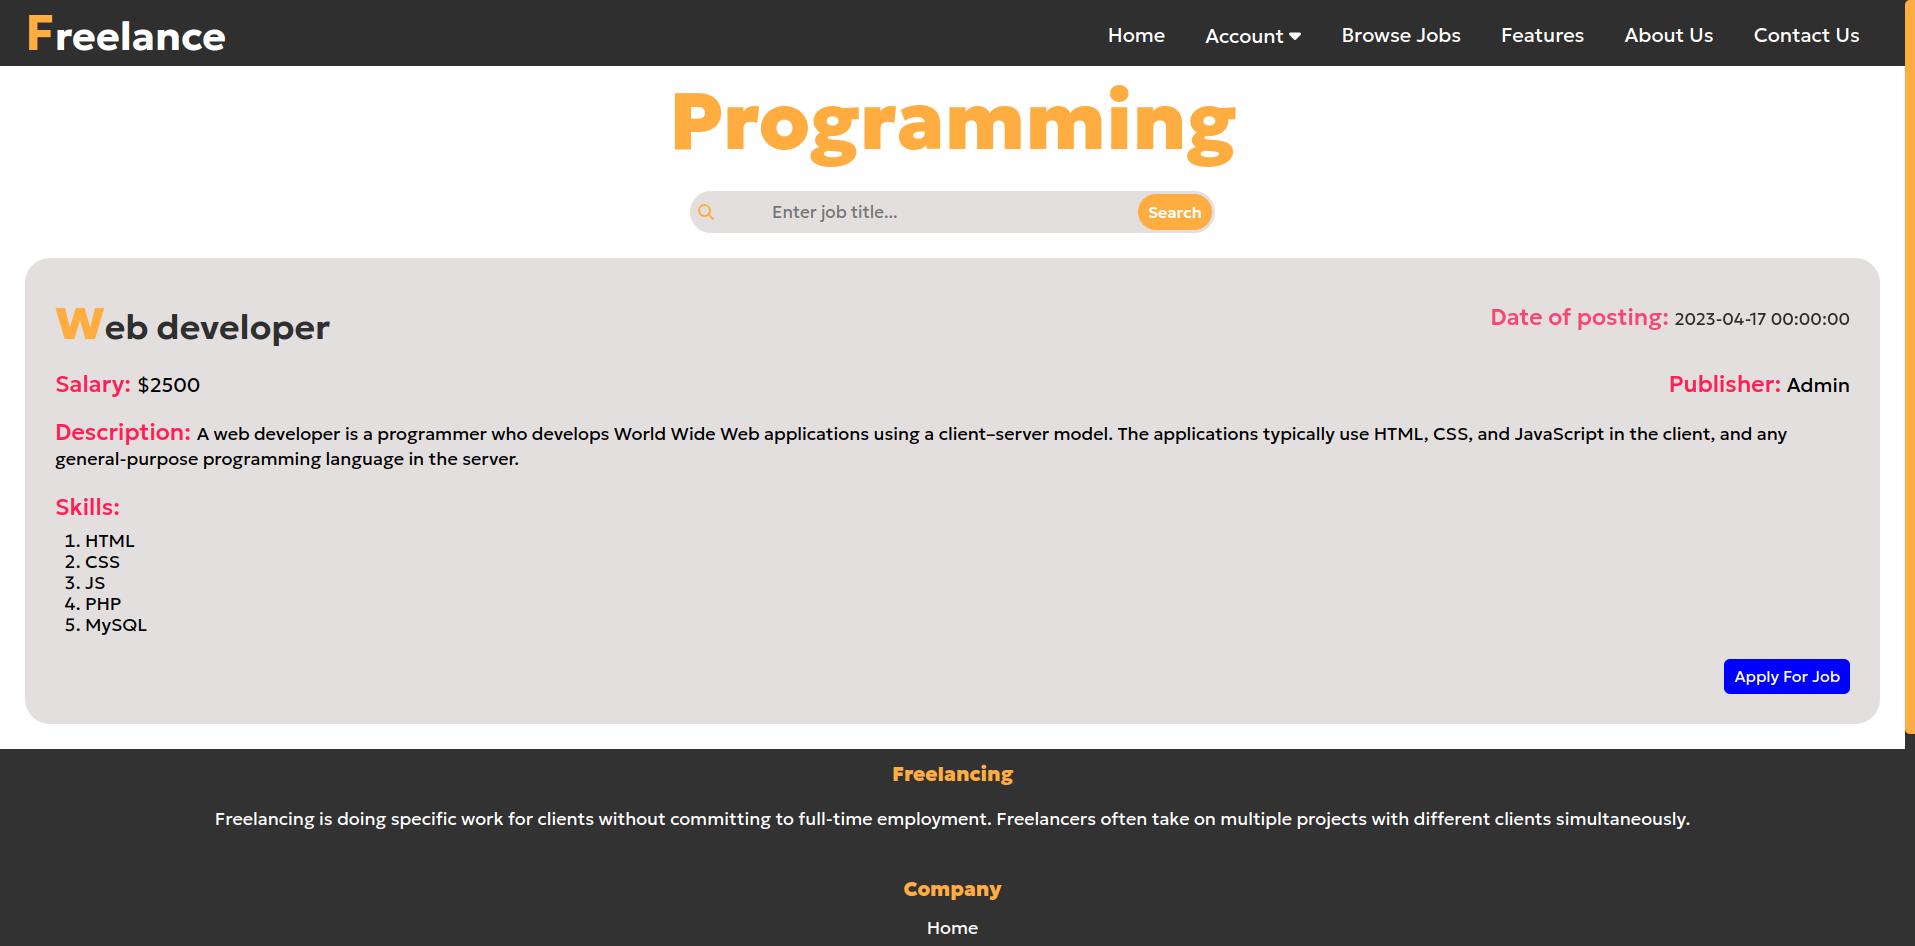 Freelance
Home Account Browse Jobs Features About Us Contact Us
Programming
Enter job title...
Search
Web developer
Date of posting: 2023-04-17 00:00:00
Salary: $2500
Publisher: Admin
Description: A web developer is a programmer who develops World Wide Web applications using a client–server model. The applications typically use HTML, CSS, and JavaScript in the client, and any
general-purpose programming language in the server.
Skills:
1. HTML
2. CSS
3. JS
4. PHP
5. MySQL
Apply For Job
Freelancing
Freelancing is doing specific work for clients without committing to full-time employment. Freelancers often take on multiple projects with different clients simultaneously.
Company
Home